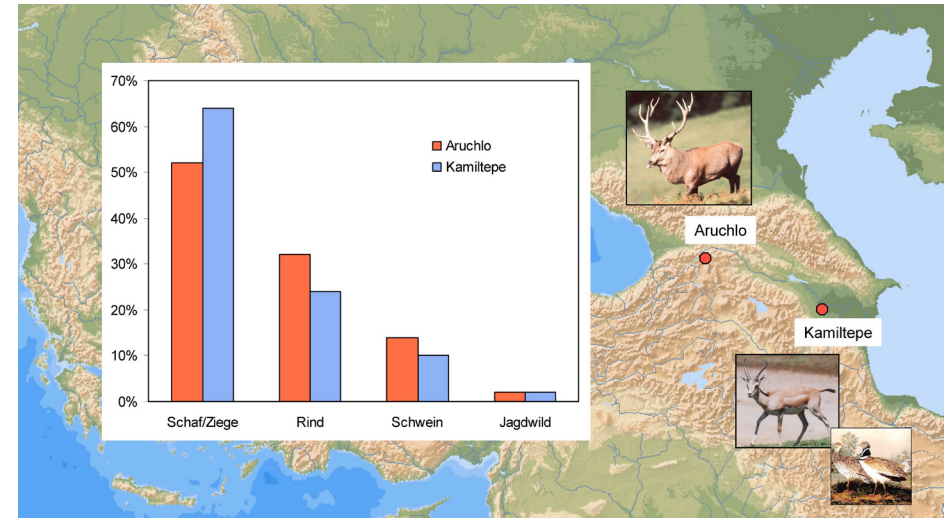 70%
60%
50%
40%
30%
20%
10%
0%
Aruchlo
Kamiltepe
Schaf/Ziege
Rind
Schwein
Jagdwild
Aruchlo
Kamiltepe